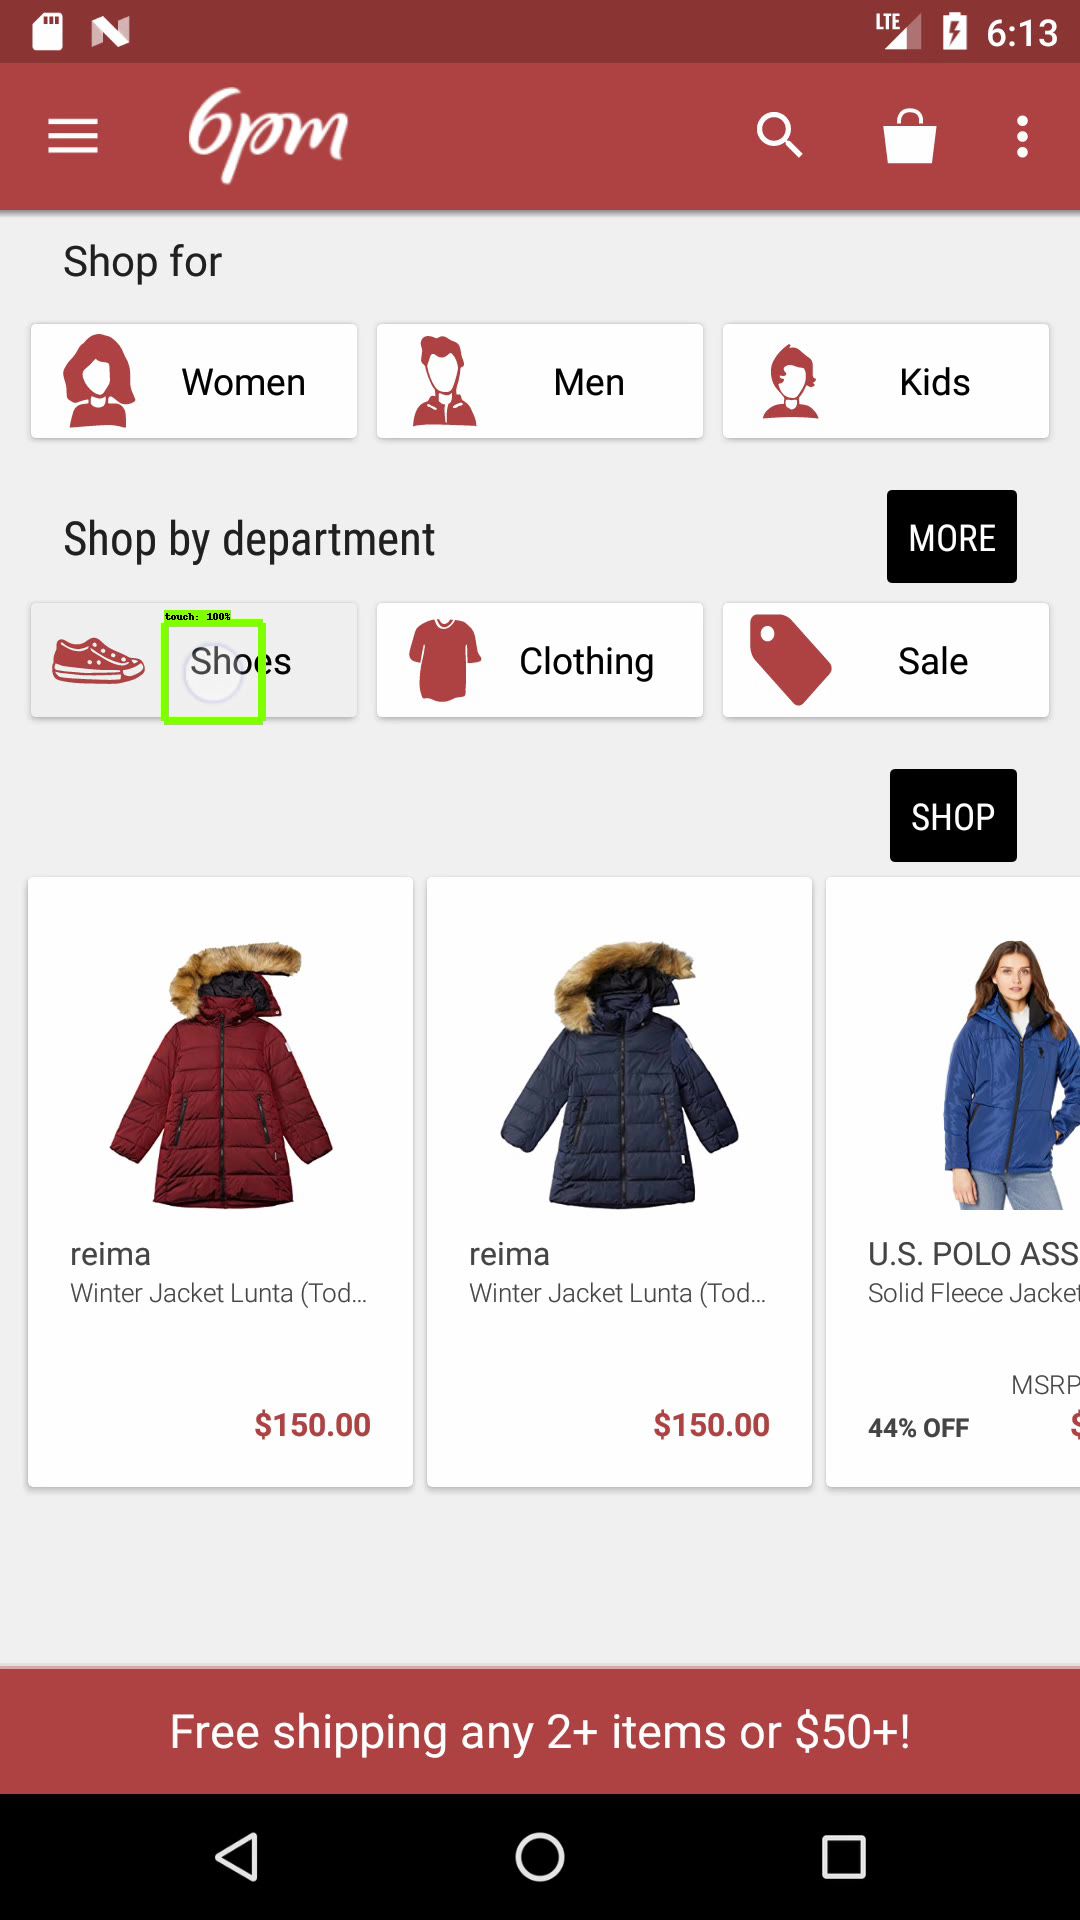 LTE 6:13
6pm
Shop for
Women Men Kids
Shop by department MORE
touch: 100%
Shoes Clothing Sale
SHOP
reima reima U.S. POLO ASS
Winter Jacket Lunta (Tod... Winter Jacket Lunta (Tod... Solid Fleece Jacket
MSRP
$150.00 $150.00 44% OFF $
Free shipping any 2+ items or $50+!